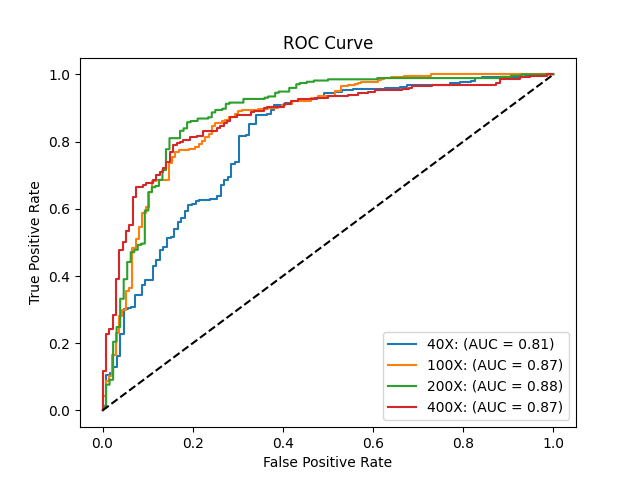 ROC Curve
True Positive Rate
1.0
0.8
0.6
0.4
0.2
0.0
0.0 0.2 0.4 0.6 0.8 1.0
False Positive Rate
40X: (AUC = 0.81)
100X: (AUC = 0.87)
200X: (AUC = 0.88)
400X: (AUC = 0.87)